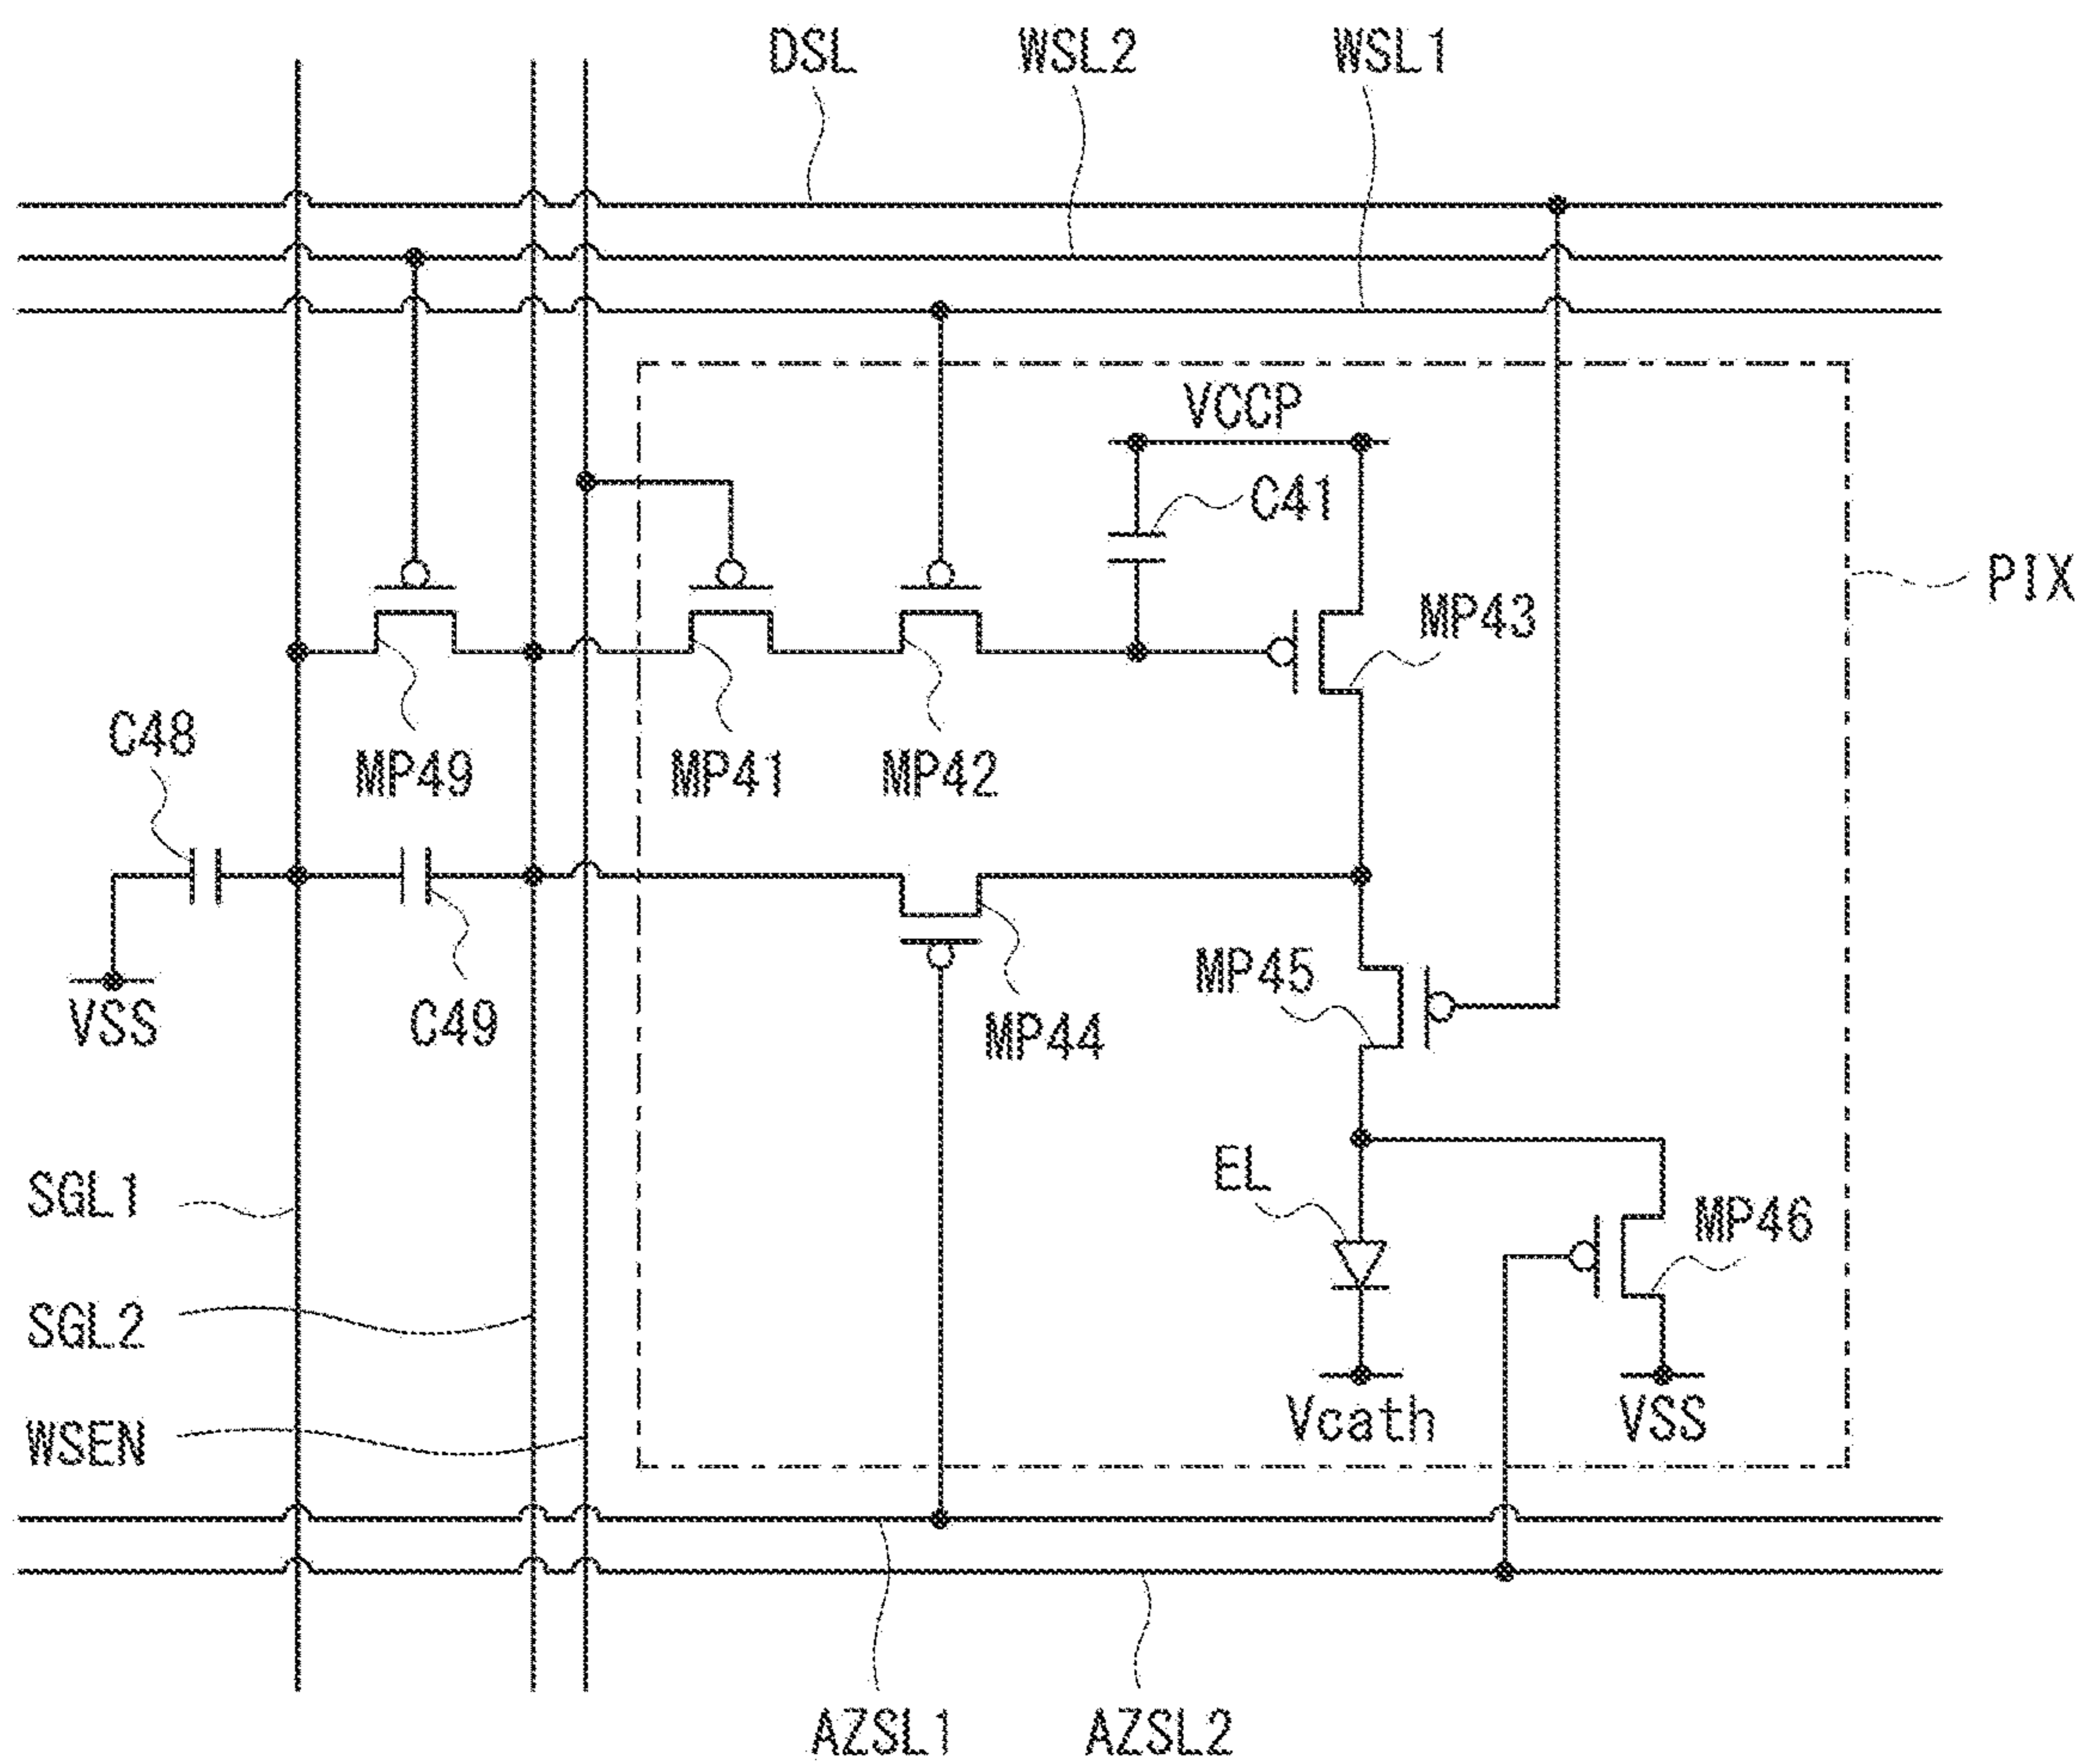 DSL WSL2 WSL1
VCCP
C41
PIX
MP43
C48
MP49 MP41 MP42
MP45
VSS C49 MP44
EL
SGL1
MP46
SGL2
Vcath VSS
WSEN
AZSL1 AZSL2